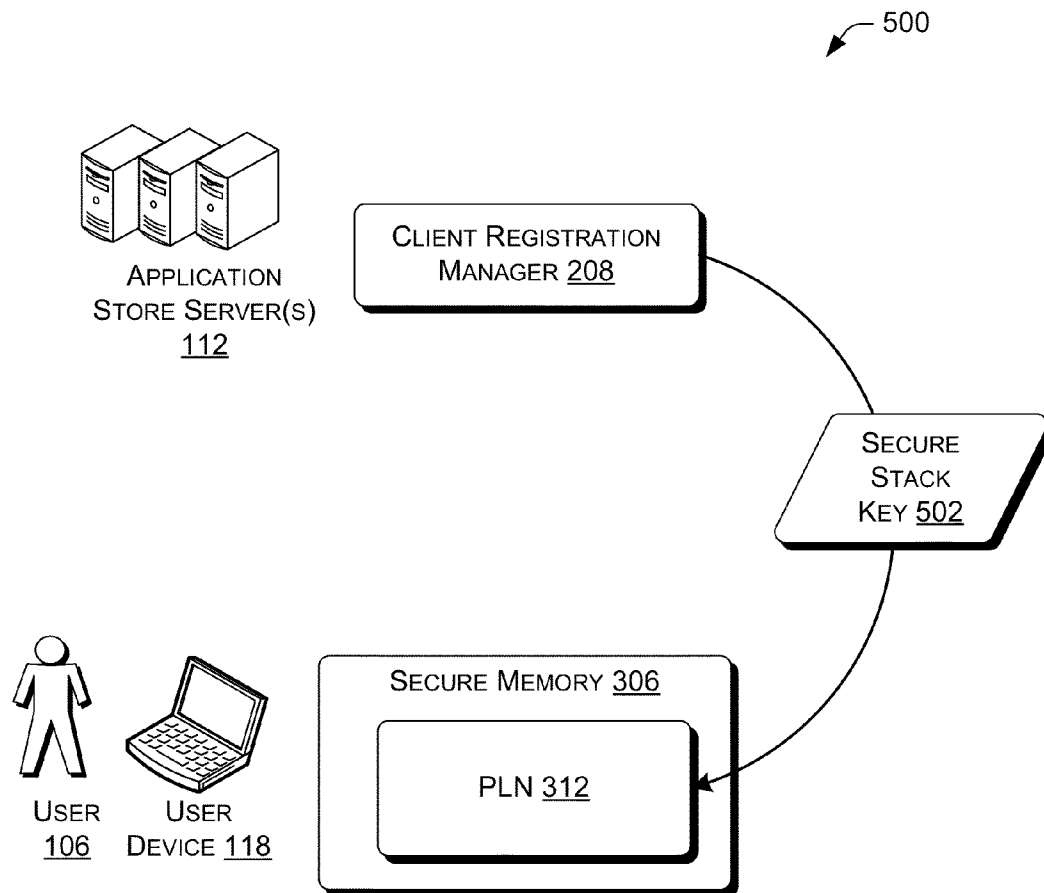 500
CLIENT REGISTRATION
MANAGER 208
APPLICATION
STORE SERVER(S)
112
SECURE
STACK
KEY 502
SECURE MEMORY 306
PLN 312
USER
106
USER
DEVICE 118